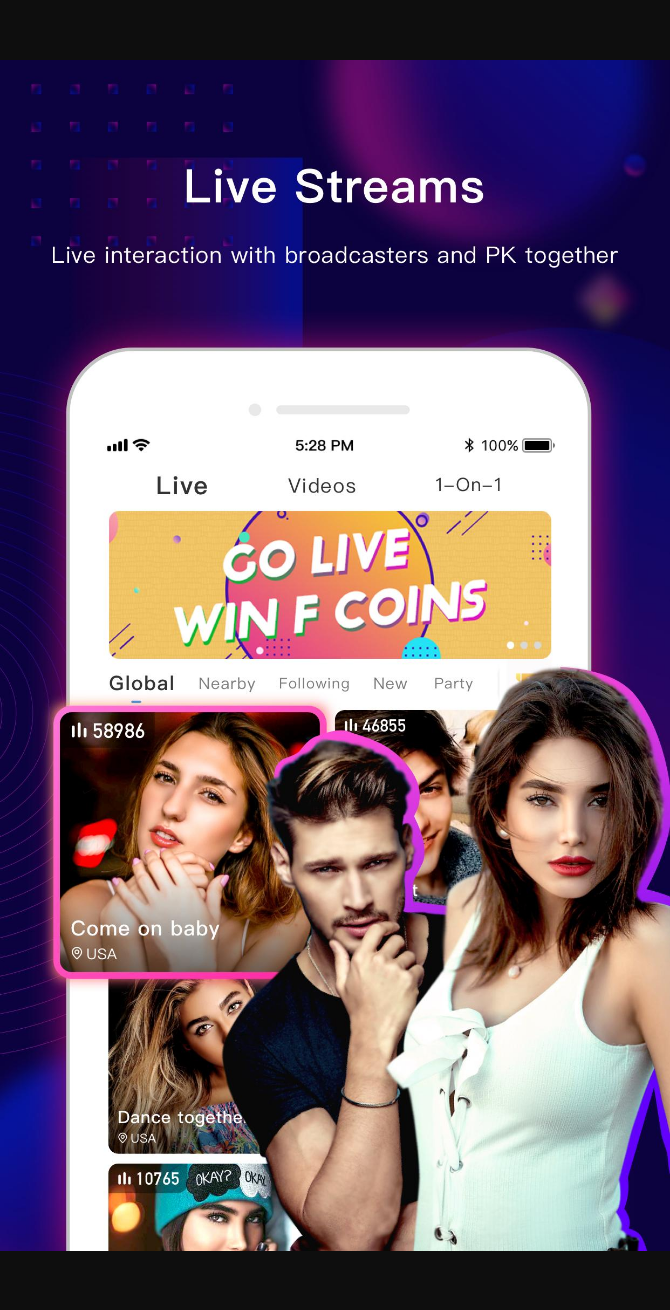 Live Streams
Live interaction with broadcasters and PK together
5:28 PM
100%
Live Videos 1-On-1
GO LIVE
WIN F COINS
Global Nearby Following New Party
58986
46855
Come on baby
USA
Dance togethe
USA
10765
OKAY? OKAY